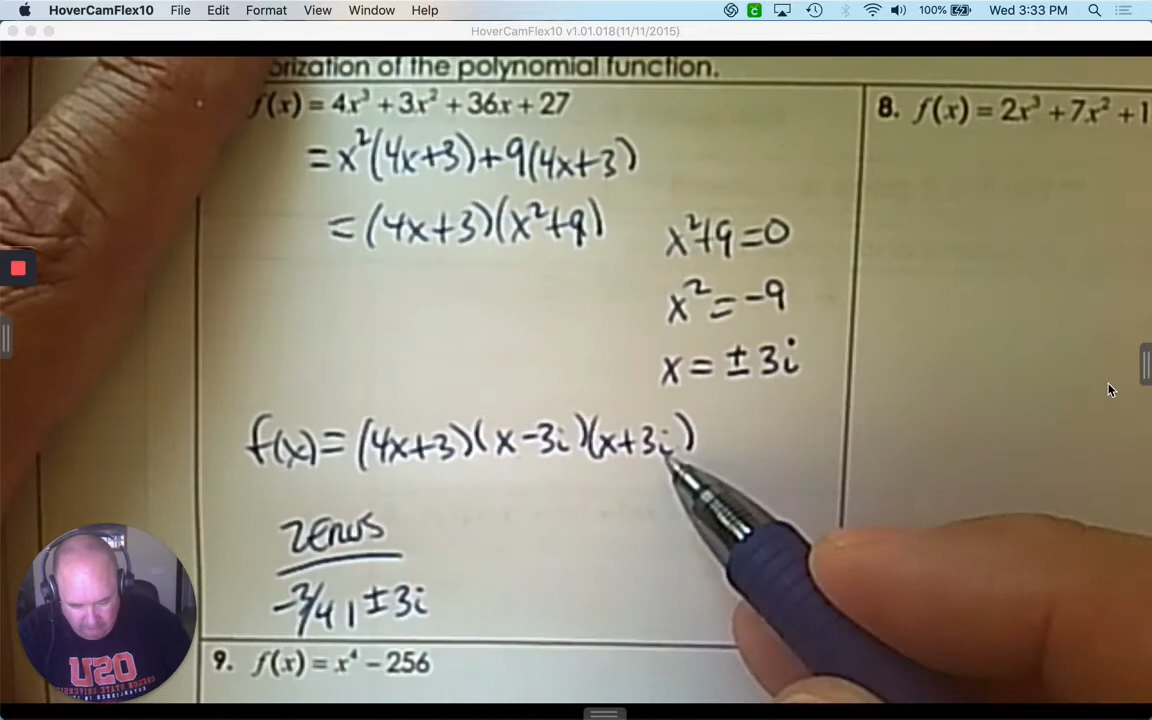 HoverCamFlex10 File Edit Format View Window Help 100% Wed 3:33 PM
HoverCamFlex10 v1.01.018(11/11/2015)
orization of the polynomial function.
f(x) = 4x³ + 3x² + 36x + 27
= x²(4x+3)+9(4x+3)
= (4x+3)(x²+9)
x²+9=0
x²=-9
x = ±3i
f(x)= (4x+3)(x-3i)(x+3i)
zeros
-3/4, ±3i
8. f(x) = 2x³ + 7x² + 1
9. f(x) = x⁴ - 256